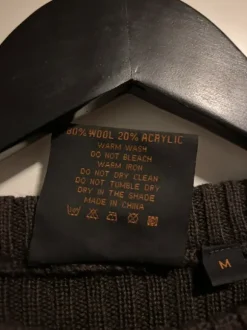 80% WOOL 20% ACRYLIC
WARM WASH
DO NOT BLEACH
WARM IRON
DO NOT DRY CLEAN
DO NOT TUMBLE DRY
DRY IN THE SHADE
MADE IN CHINA
M